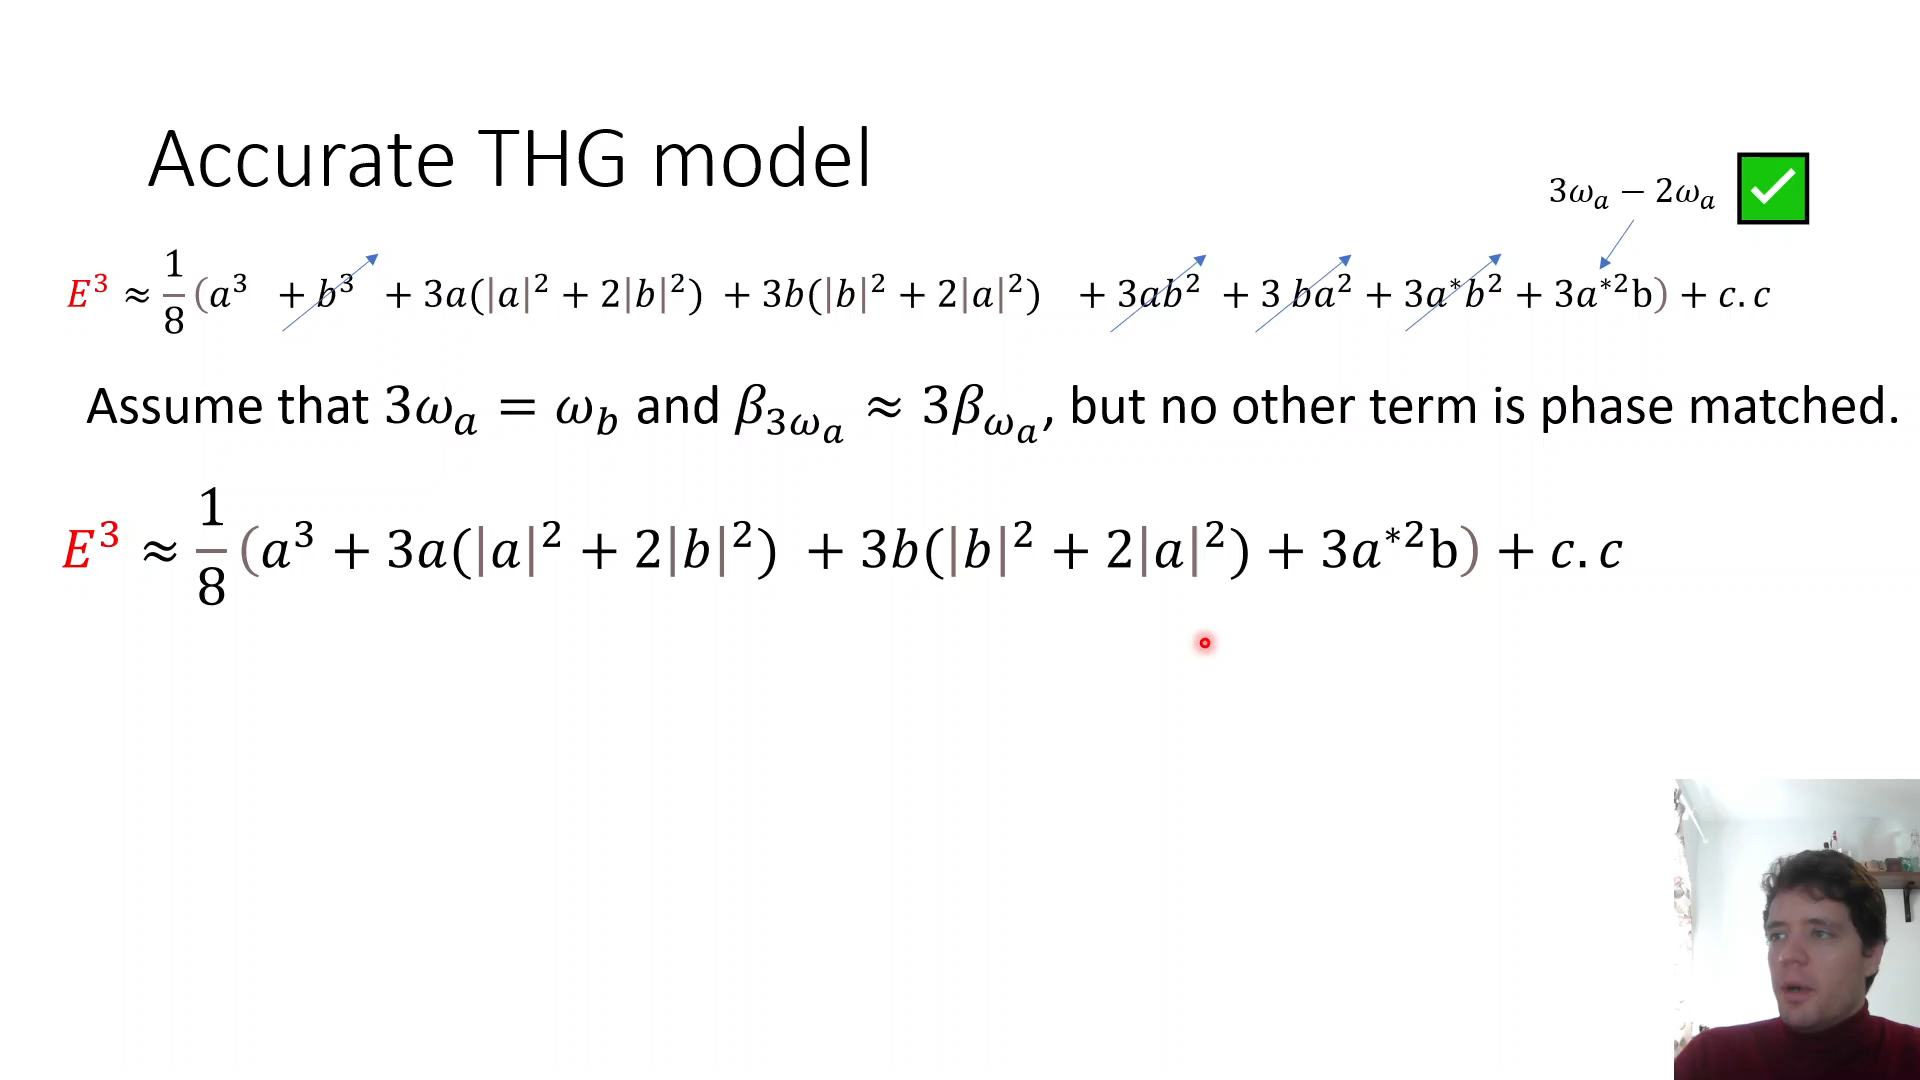 Accurate THG model
3ωₐ − 2ωₐ
E³ ≈ 1/8 (a³ + b³ + 3a(|a|² + 2|b|²) + 3b(|b|² + 2|a|²) + 3ab² + 3 ba² + 3a*b² + 3a*²b) + c.c
Assume that 3ωₐ = ω_b and β_{3ωₐ} ≈ 3β_{ωₐ}, but no other term is phase matched.
E³ ≈ 1/8 (a³ + 3a(|a|² + 2|b|²) + 3b(|b|² + 2|a|²) + 3a*²b) + c.c